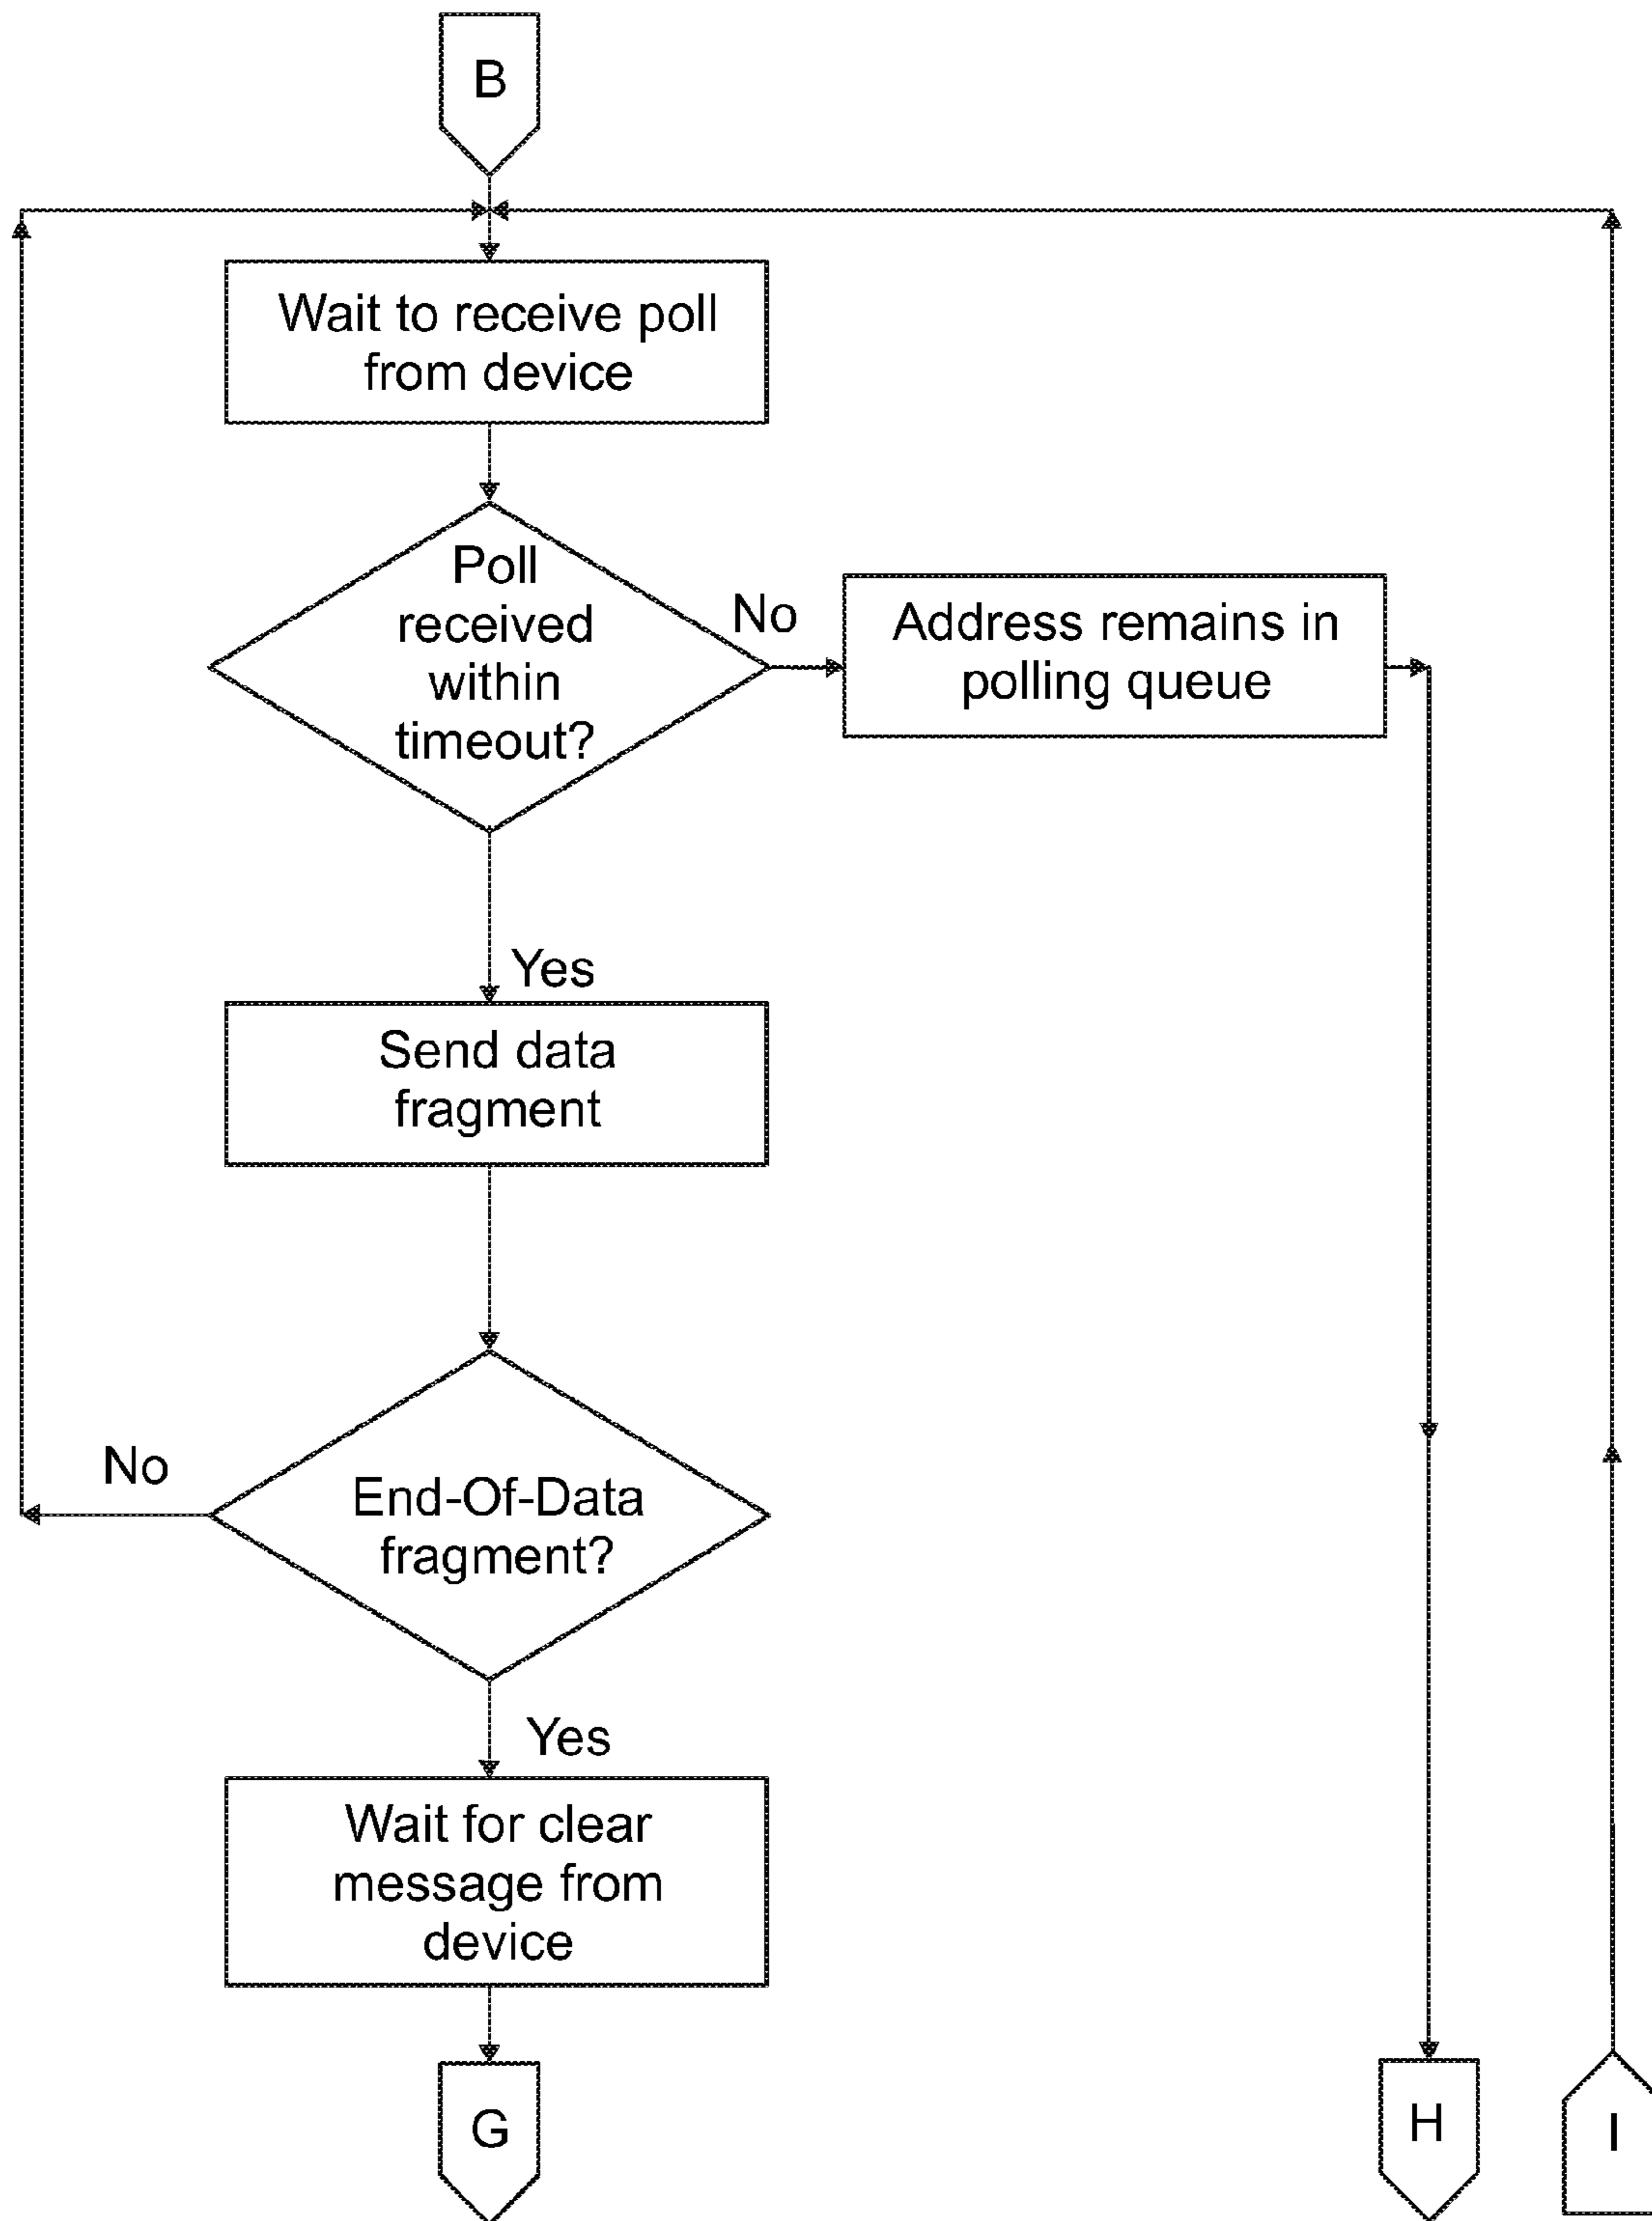 B
Wait to receive poll
from device
Poll
received
within
timeout?
No
Address remains in
polling queue
Yes
Send data
fragment
No
End-Of-Data
fragment?
Yes
Wait for clear
message from
device
G
H
I